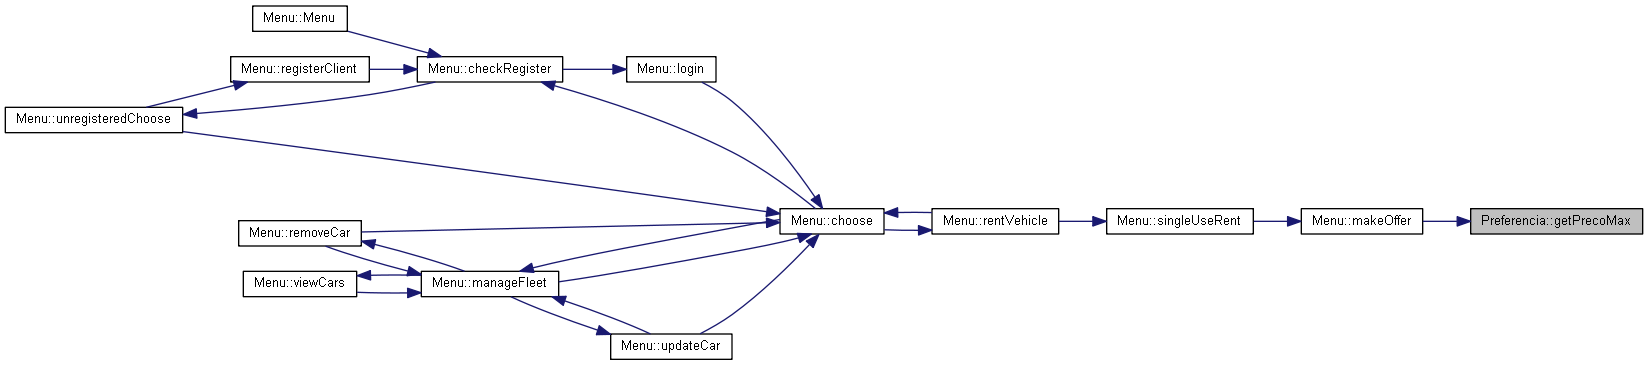 Menu::Menu
Menu::registerClient
Menu::checkRegister
Menu::login
Menu::unregisteredChoose
Menu::choose
Menu::rentVehicle
Menu::singleUseRent
Menu::makeOffer
Preferencia::getPrecoMax
Menu::removeCar
Menu::viewCars
Menu::manageFleet
Menu::updateCar